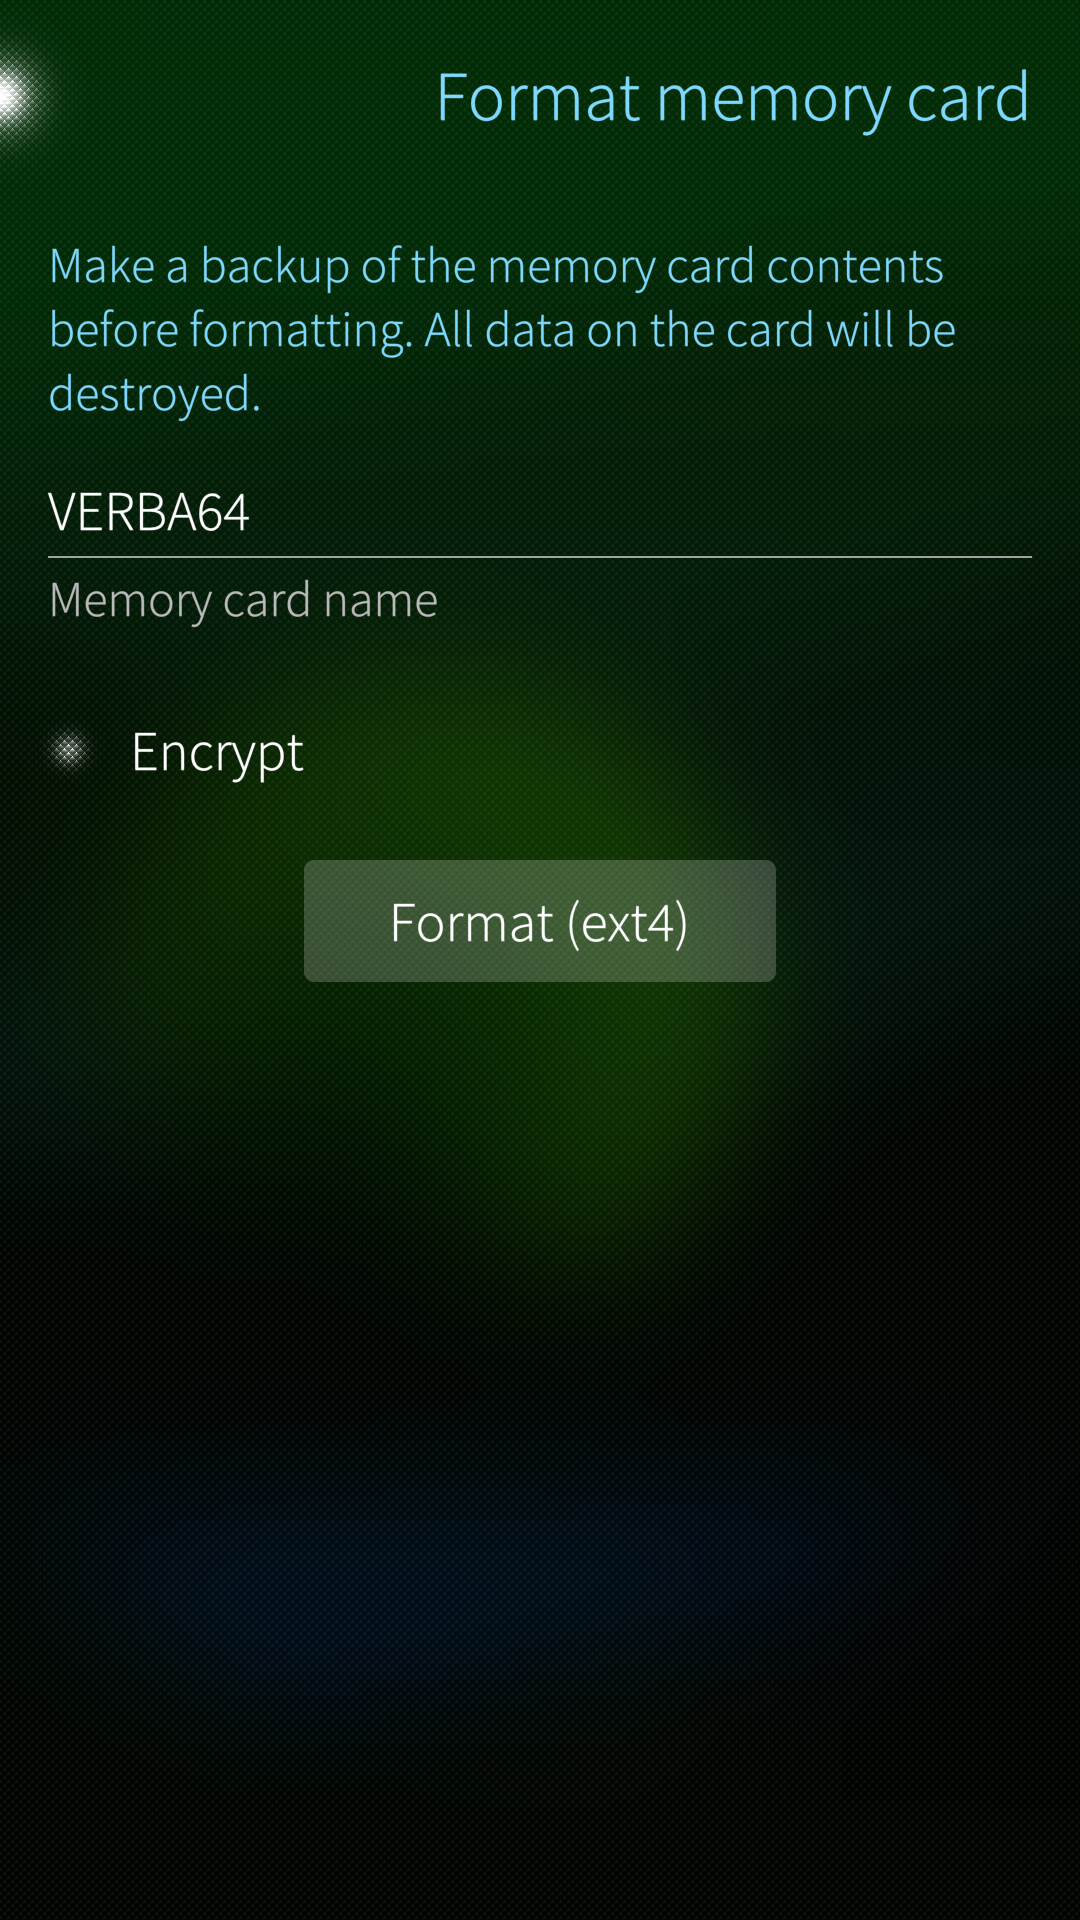 Format memory card
Make a backup of the memory card contents
before formatting. All data on the card will be
destroyed.
VERBA64
Memory card name
Encrypt
Format (ext4)